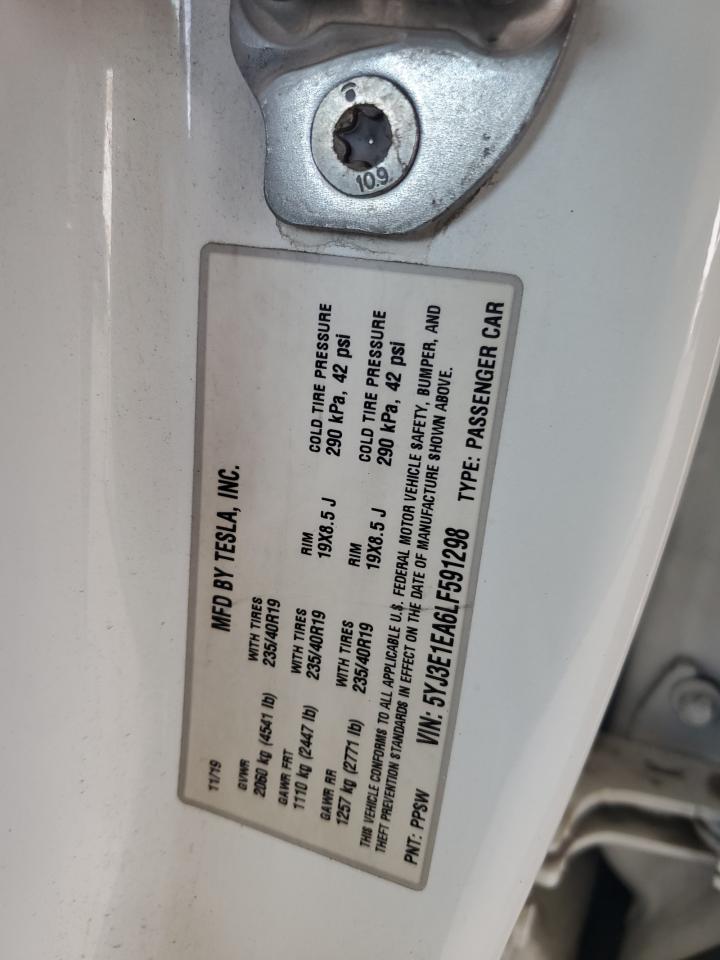 10.9
MFD BY TESLA, INC.
11/19
GVWR
2060 kg (4541 lb)
WITH TIRES
235/40R19
RIM
19X8.5 J
COLD TIRE PRESSURE
290 kPa, 42 psi
GAWR FRT
1110 kg (2447 lb)
WITH TIRES
235/40R19
GAWR RR
1257 kg (2771 lb)
WITH TIRES
235/40R19
RIM
19X8.5 J
COLD TIRE PRESSURE
290 kPa, 42 psi
THIS VEHICLE CONFORMS TO ALL APPLICABLE U.S. FEDERAL MOTOR VEHICLE SAFETY, BUMPER, AND
THEFT PREVENTION STANDARDS IN EFFECT ON THE DATE OF MANUFACTURE SHOWN ABOVE.
PNT: PPSW VIN: 5YJ3E1EA6LF591298 TYPE: PASSENGER CAR